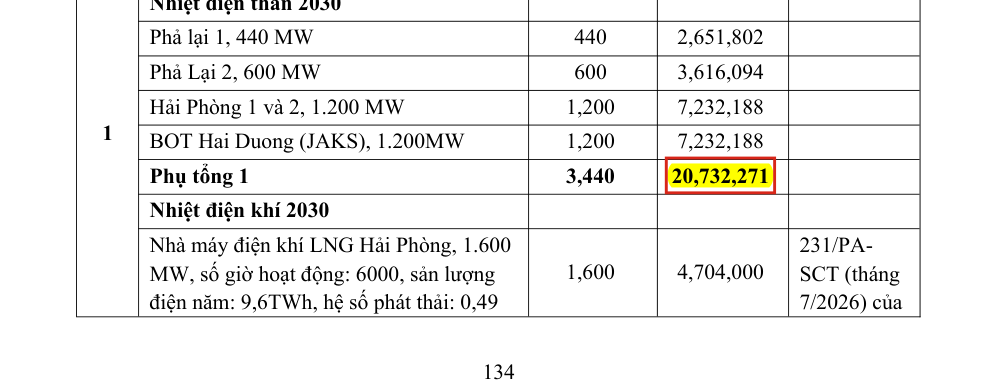 Nhiệt điện than 2030
Phả lại 1, 440 MW 440 2,651,802
Phả Lại 2, 600 MW 600 3,616,094
Hải Phòng 1 và 2, 1.200 MW 1,200 7,232,188
1
BOT Hai Duong (JAKS), 1.200MW 1,200 7,232,188
Phụ tổng 1 3,440 20,732,271
Nhiệt điện khí 2030
Nhà máy điện khí LNG Hải Phòng, 1.600
MW, số giờ hoạt động: 6000, sản lượng
điện năm: 9,6TWh, hệ số phát thải: 0,49
1,600
4,704,000
231/PA-
SCT (tháng
7/2026) của
134